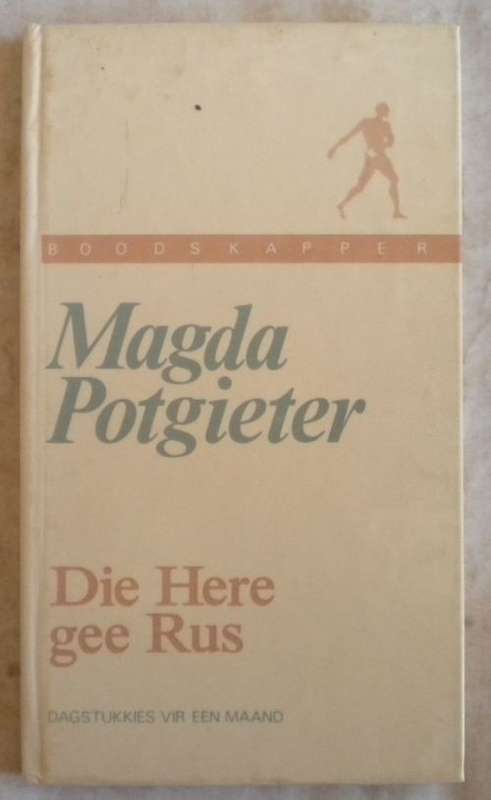 BOODSKAPPER
Magda
Potgieter
Die Here
gee Rus
DAGSTUKKIES VIR EEN MAAND